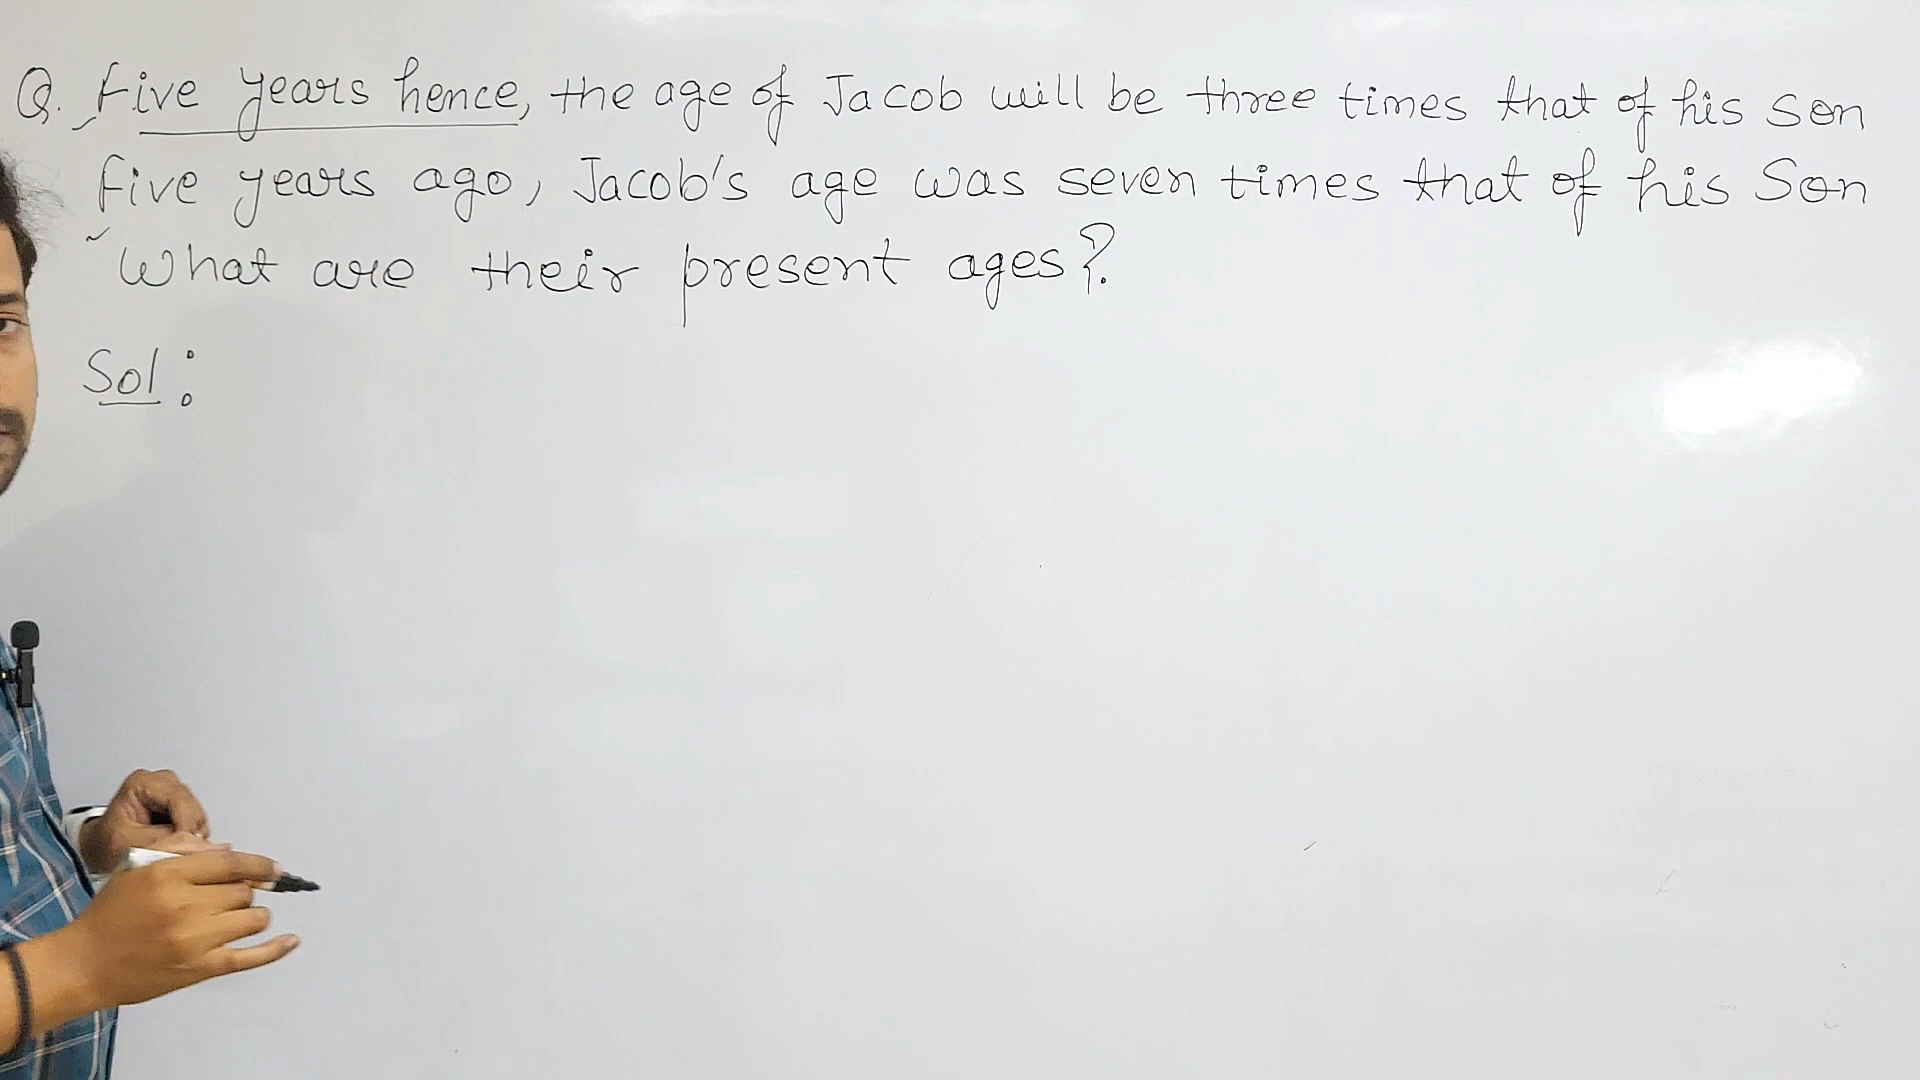 Q. Five years hence, the age of Jacob will be three times that of his son
five years ago, Jacob's age was seven times that of his Son
What are their present ages?
Sol: